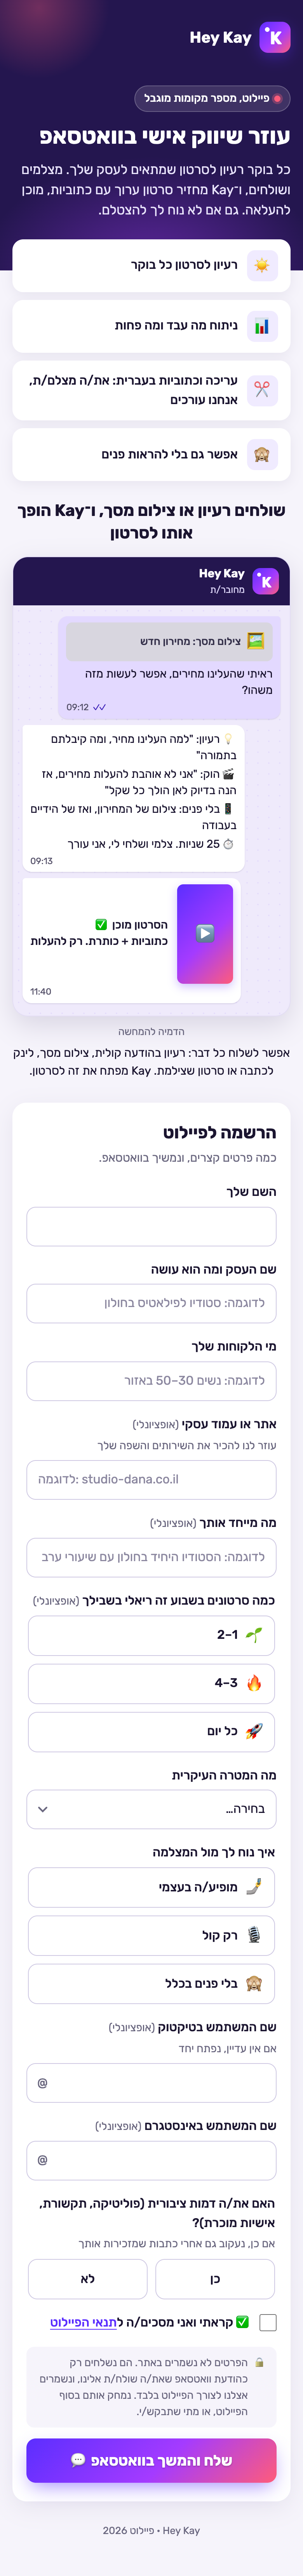 Hey Kay
פיילוט, מספר מקומות מוגבל
עוזר שיווק אישי בוואטסאפ
כל בוקר רעיון לסרטון שמתאים לעסק שלך. מצלמים
ושולחים, ו־Kay מחזיר סרטון ערוך עם כתוביות, מוכן
להעלאה. גם אם לא נוח לך להצטלם.
☀️ רעיון לסרטון כל בוקר
📊 ניתוח מה עבד ומה פחות
✂️ עריכה וכתוביות בעברית: את/ה מצלם/ת,
אנחנו עורכים
🙈 אפשר גם בלי להראות פנים
שולחים רעיון או צילום מסך, ו־Kay הופך
אותו לסרטון
Hey Kay
מחובר/ת
🖼️ צילום מסך: מחירון חדש
ראיתי שהעלינו מחירים, אפשר לעשות מזה
משהו?
09:12 ✓✓
💡 רעיון: "למה העלינו מחיר, ומה קיבלתם
בתמורה"
🎬 הוק: "אני לא אוהבת להעלות מחירים, אז
הנה בדיוק לאן הולך כל שקל"
📱 בלי פנים: צילום של המחירון, ואז של הידיים
בעבודה
⏱️ 25 שניות. צלמי ושלחי לי, אני עורך
09:13
הסרטון מוכן ✅
כתוביות + כותרת. רק להעלות
11:40
הדמיה להמחשה
אפשר לשלוח כל דבר: רעיון בהודעה קולית, צילום מסך, לינק
לכתבה או סרטון שצילמת. Kay מפתח את זה לסרטון.
הרשמה לפיילוט
כמה פרטים קצרים, ונמשיך בוואטסאפ.
השם שלך
שם העסק ומה הוא עושה
לדוגמה: סטודיו לפילאטיס בחולון
מי הלקוחות שלך
לדוגמה: נשים 30–50 באזור
אתר או עמוד עסקי (אופציונלי)
עוזר לנו להכיר את השירותים והשפה שלך
לדוגמה: studio-dana.co.il
מה מייחד אותך (אופציונלי)
לדוגמה: הסטודיו היחיד בחולון עם שיעורי ערב
כמה סרטונים בשבוע זה ריאלי בשבילך (אופציונלי)
🌱 1–2
🔥 3–4
🚀 כל יום
מה המטרה העיקרית
בחירה...
איך נוח לך מול המצלמה
🤳 מופיע/ה בעצמי
🎙️ רק קול
🙈 בלי פנים בכלל
שם המשתמש בטיקטוק (אופציונלי)
אם אין עדיין, נפתח יחד
@
שם המשתמש באינסטגרם (אופציונלי)
@
האם את/ה דמות ציבורית (פוליטיקה, תקשורת,
אישיות מוכרת)?
אם כן, נעקוב גם אחרי כתבות שמזכירות אותך
כן
לא
✅ קראתי ואני מסכים/ה לתנאי הפיילוט
🔒 הפרטים לא נשמרים באתר. הם נשלחים רק
כהודעת וואטסאפ שאת/ה שולח/ת אלינו, ונשמרים
אצלנו לצורך הפיילוט בלבד. נמחק אותם בסוף
הפיילוט, או מתי שתבקש/י.
שלח והמשך בוואטסאפ 💬
Hey Kay • פיילוט 2026